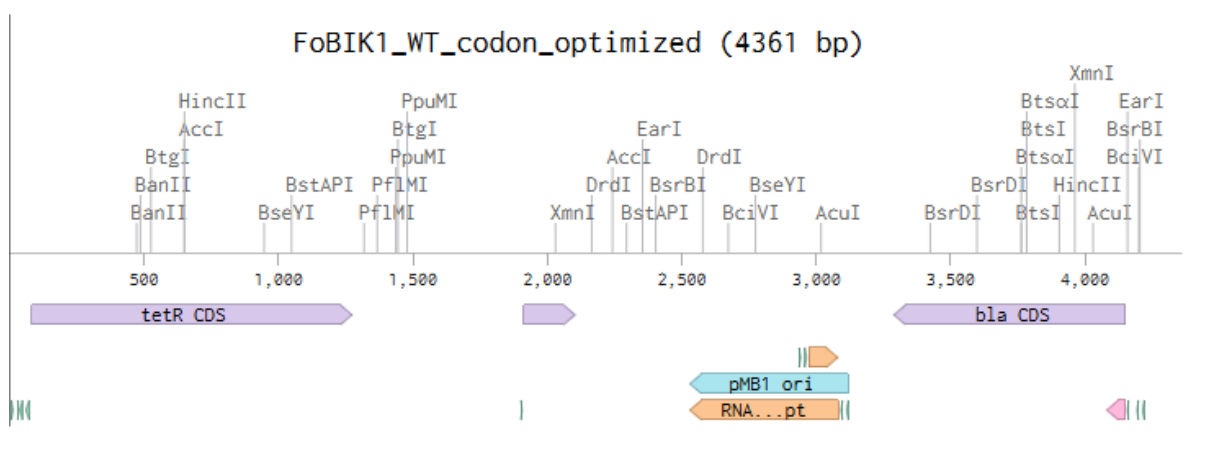 FoBIK1_WT_codon_optimized (4361 bp)
XmnI
HincII PpuMI BtsαI EarI
AccI BtgI EarI BtsI BsrBI
BtgI PpuMI AccI DrdI BtsαI BciVI
BanII BstAPI PflMI DrdI BsrBI BseYI BsrDI HincII
BanII BseYI PflMI XmnI BstAPI BciVI AcuI BsrDI BtsI AcuI
500 1,000 1,500 2,000 2,500 3,000 3,500 4,000
tetR CDS bla CDS
pMB1 ori
RNA...pt